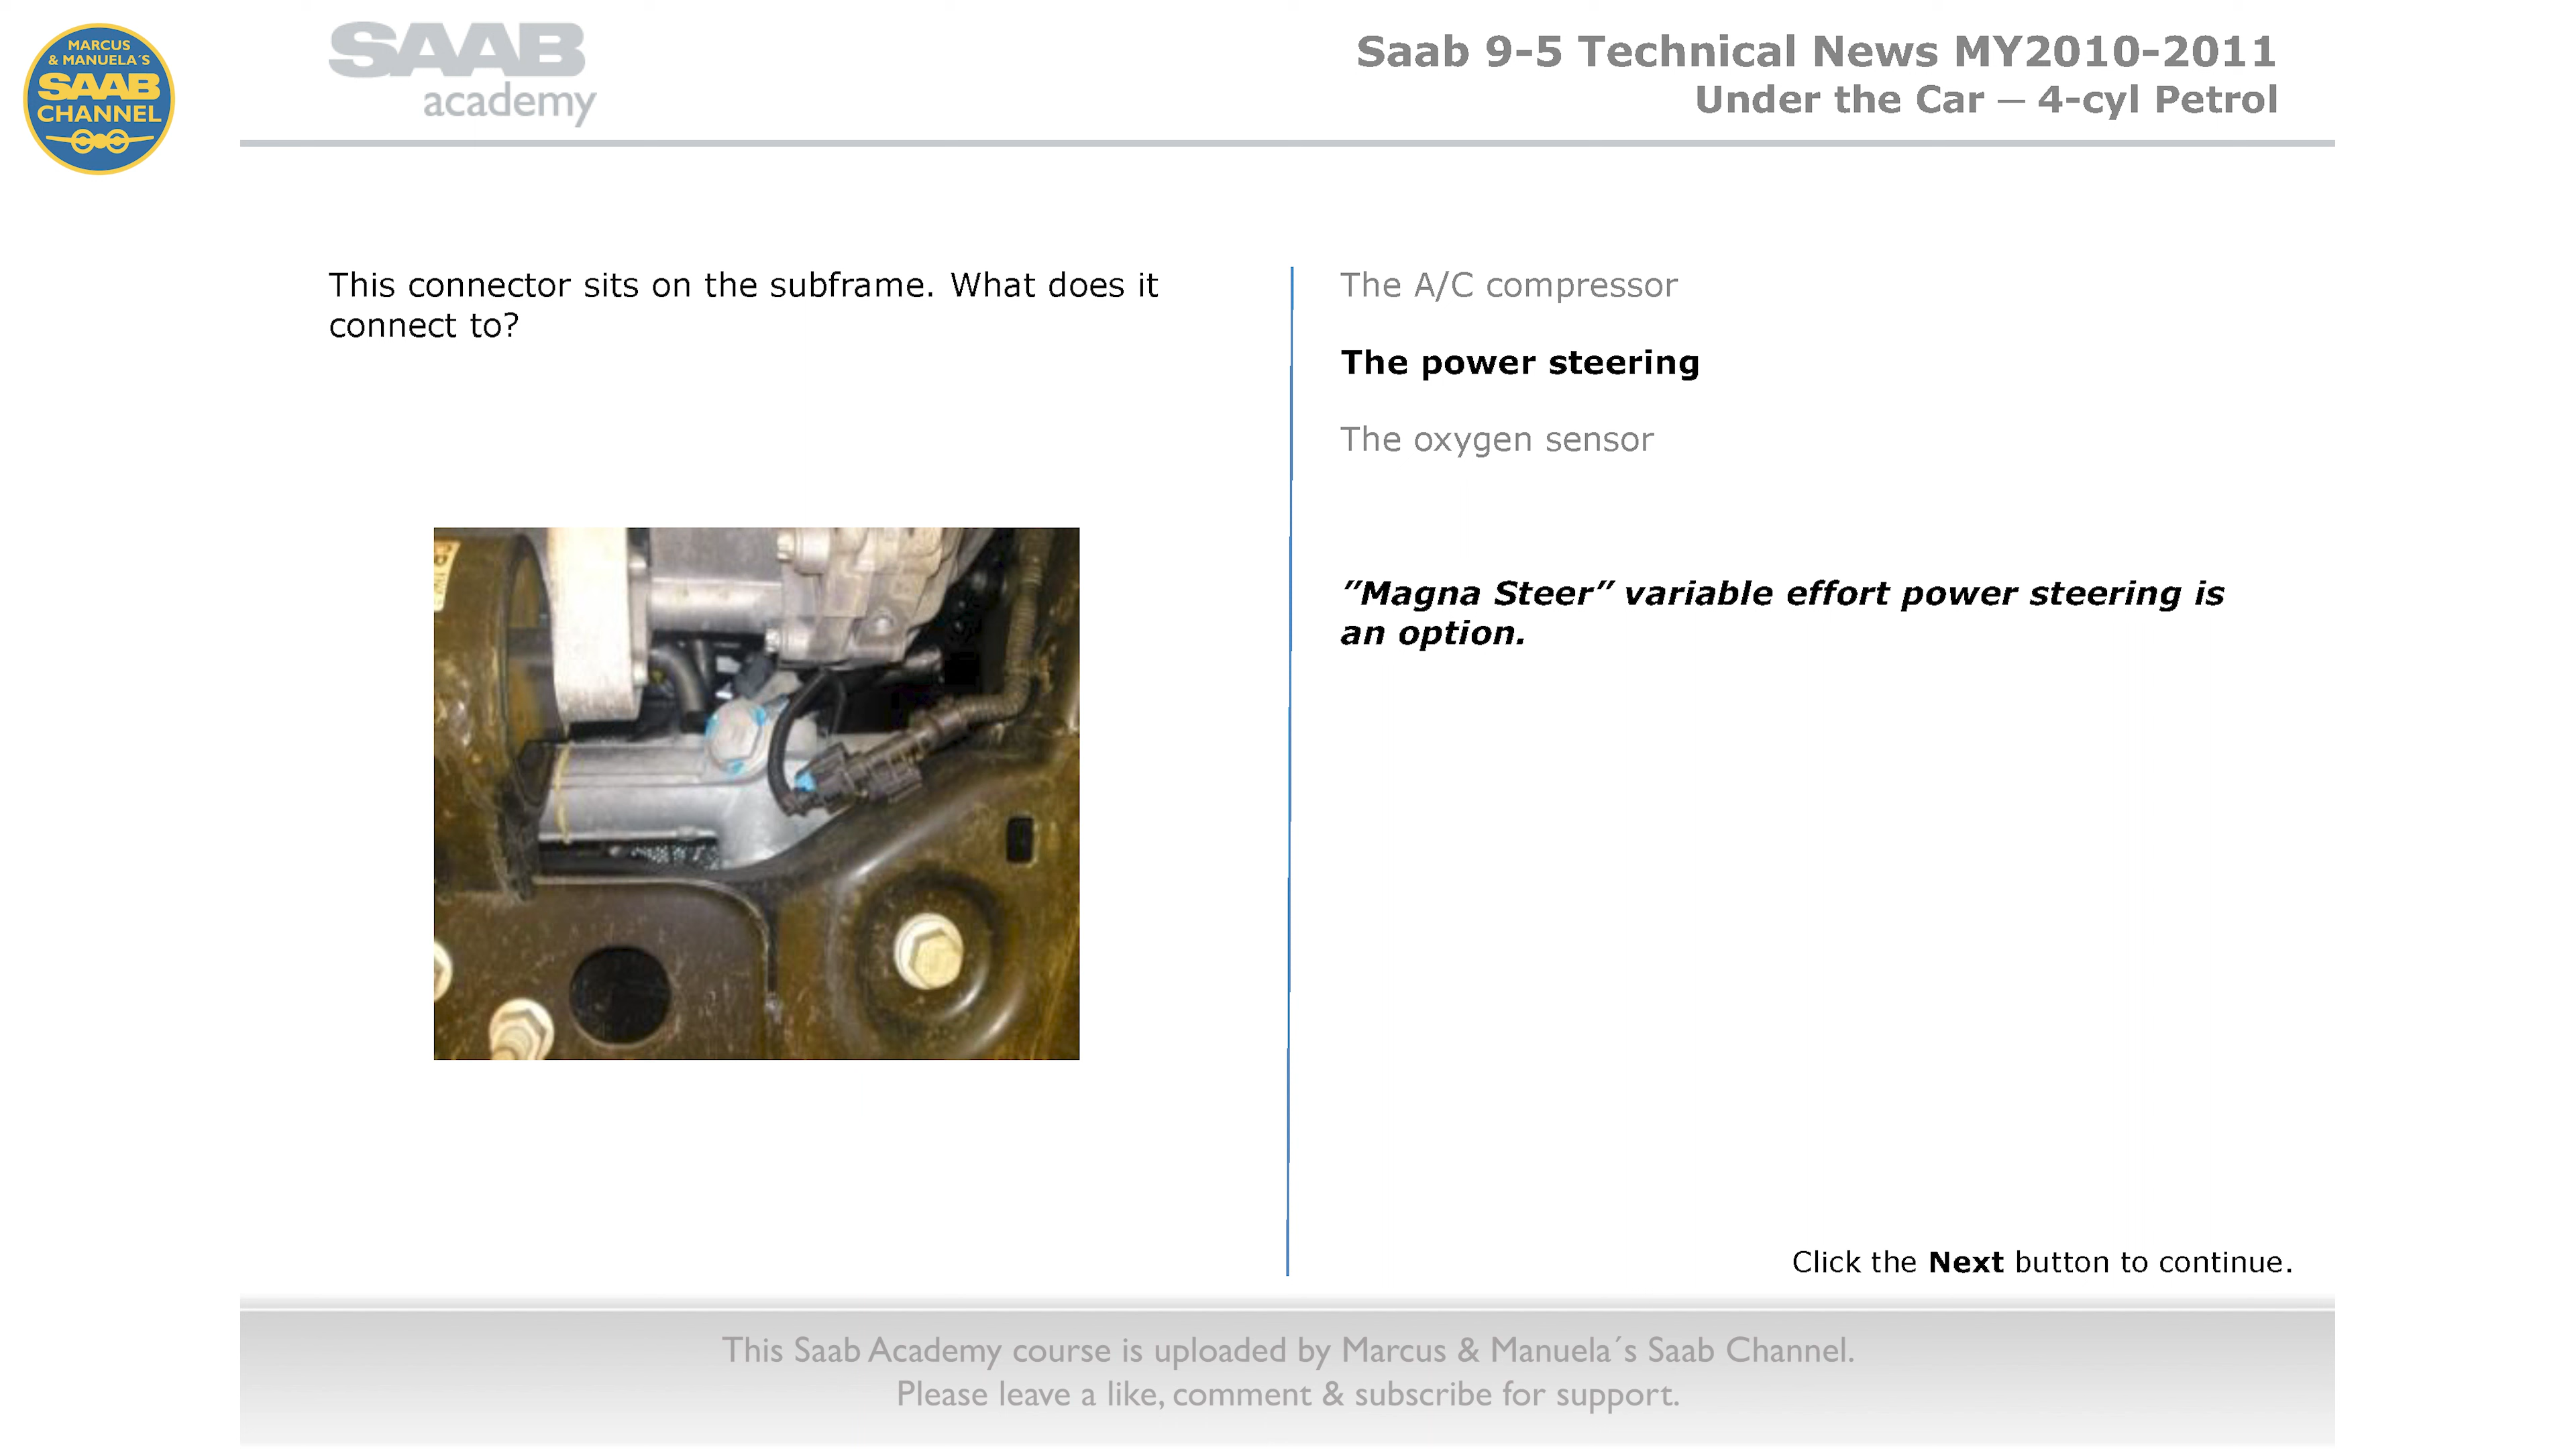 MARCUS
& MANUELA´S
SAAB
CHANNEL
SAAB
academy
Saab 9-5 Technical News MY2010-2011
Under the Car — 4-cyl Petrol
This connector sits on the subframe. What does it
connect to?
The A/C compressor
The power steering
The oxygen sensor
”Magna Steer” variable effort power steering is
an option.
Click the Next button to continue.
This Saab Academy course is uploaded by Marcus & Manuela´s Saab Channel.
Please leave a like, comment & subscribe for support.